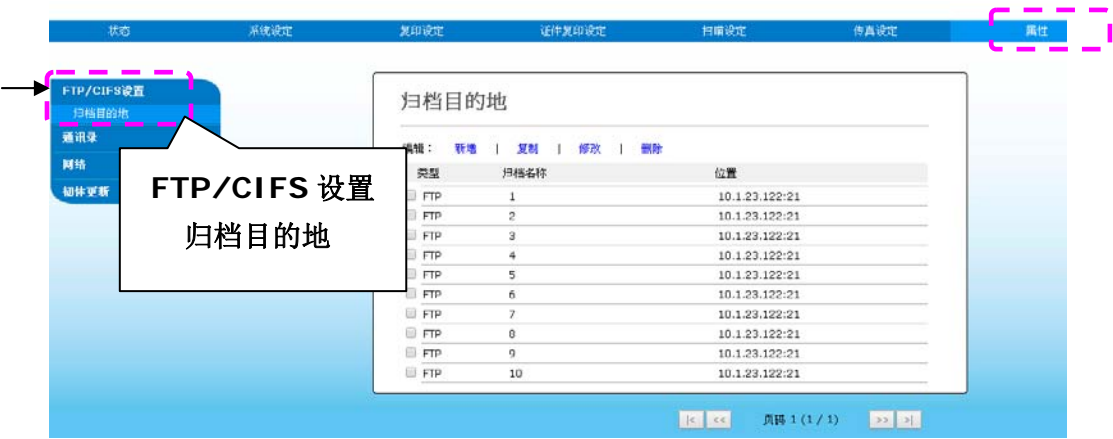 状态 系统设定 复印设定 证件复印设定 扫描设定 传真设定 属性
FTP/CIFS设置
归档目的地
通讯录
网络
韧体更新
FTP/CIFS 设置
归档目的地
归档目的地
编辑： 新增 | 复制 | 修改 | 删除
类型 归档名称 位置
FTP 1 10.1.23.122:21
FTP 2 10.1.23.122:21
FTP 3 10.1.23.122:21
FTP 4 10.1.23.122:21
FTP 5 10.1.23.122:21
FTP 6 10.1.23.122:21
FTP 7 10.1.23.122:21
FTP 8 10.1.23.122:21
FTP 9 10.1.23.122:21
FTP 10 10.1.23.122:21
|< << 页码 1 (1 / 1) >> >|